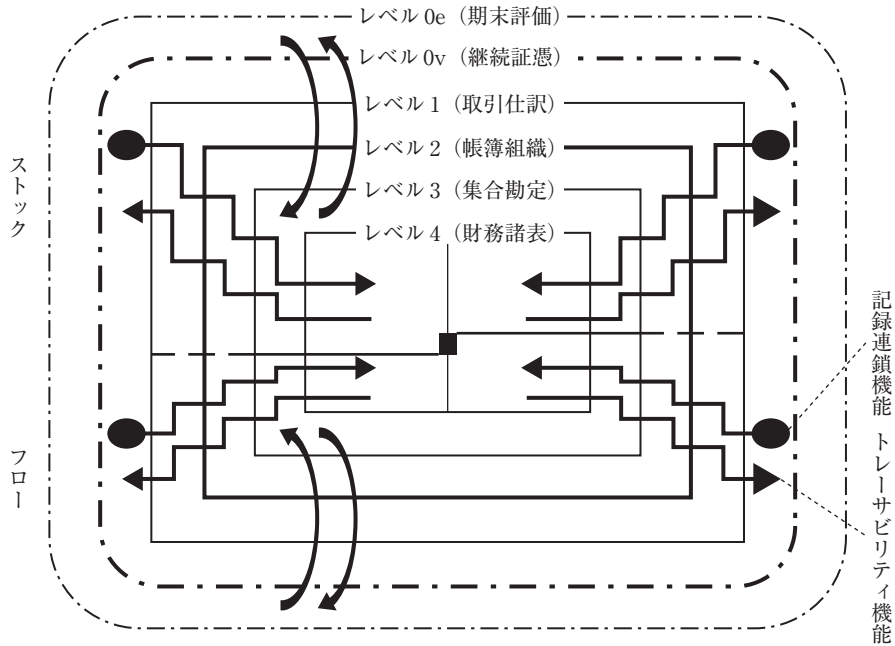 レベル 0e（期末評価）
レベル 0v（継続証憑）
レベル 1（取引仕訳）
レベル 2（帳簿組織）
レベル 3（集合勘定）
レベル 4（財務諸表）
ストック
フロー
記録連鎖機能
トレーサビリティ機能